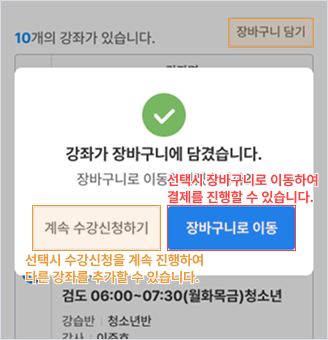 10개의 강좌가 있습니다.
장바구니 담기
강좌가 장바구니에 담겼습니다.
장바구니로 이동
선택시 장바구니로 이동하여
결제를 진행할 수 있습니다.
계속 수강신청하기
장바구니로 이동
선택시 수강신청을 계속 진행하여
다른 강좌를 추가할 수 있습니다.
검도 06:00~07:30(월화목금)청소년
강습반 | 청소년반
강사